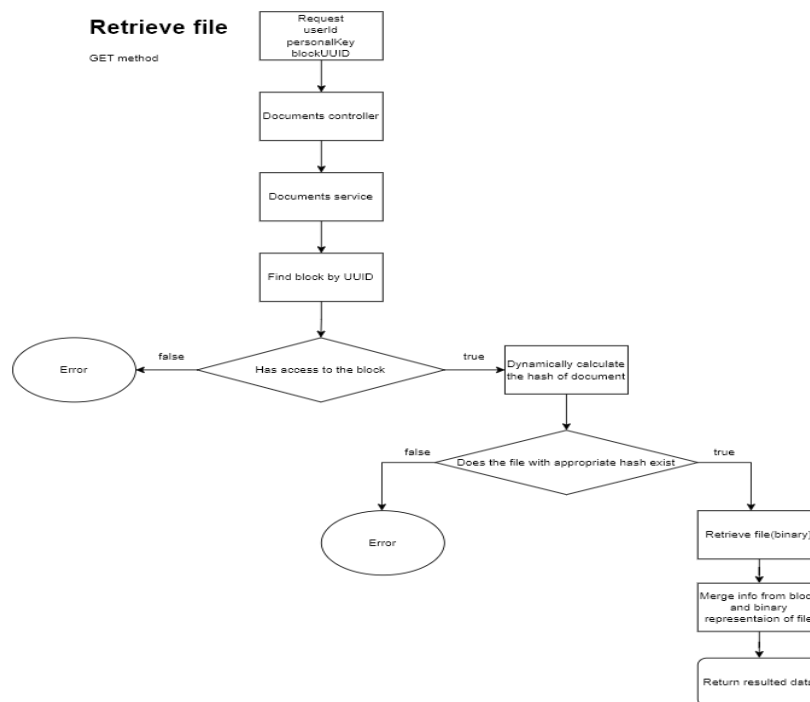 Retrieve file
GET method
Request
userId
personalKey
blockUUID
Documents controller
Documents service
Find block by UUID
false
Has access to the block
true
Error
Dynamically calculate
the hash of document
false
Does the file with appropriate hash exist
true
Error
Retrieve file(binary)
Merge info from bloc
and binary
representaion of file
Return resulted data